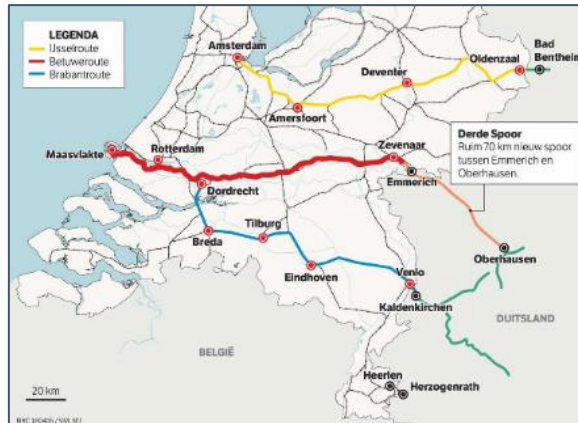 LEGENDA
IJsselroute
Betuweroute
Brabantroute
Amsterdam
Amersfoort
Deventer
Oldenzaal
Bad
Bentheim
Derde Spoor
Ruim 70 km nieuw spoor
tussen Emmerich en
Oberhausen.
Maasvlakte
Rotterdam
Dordrecht
Zevenaar
Emmerich
Breda
Tilburg
Eindhoven
Venlo
Kaldenkirchen
Oberhausen
DUITSLAND
BELGIË
Heerlen
Herzogenrath
20 km